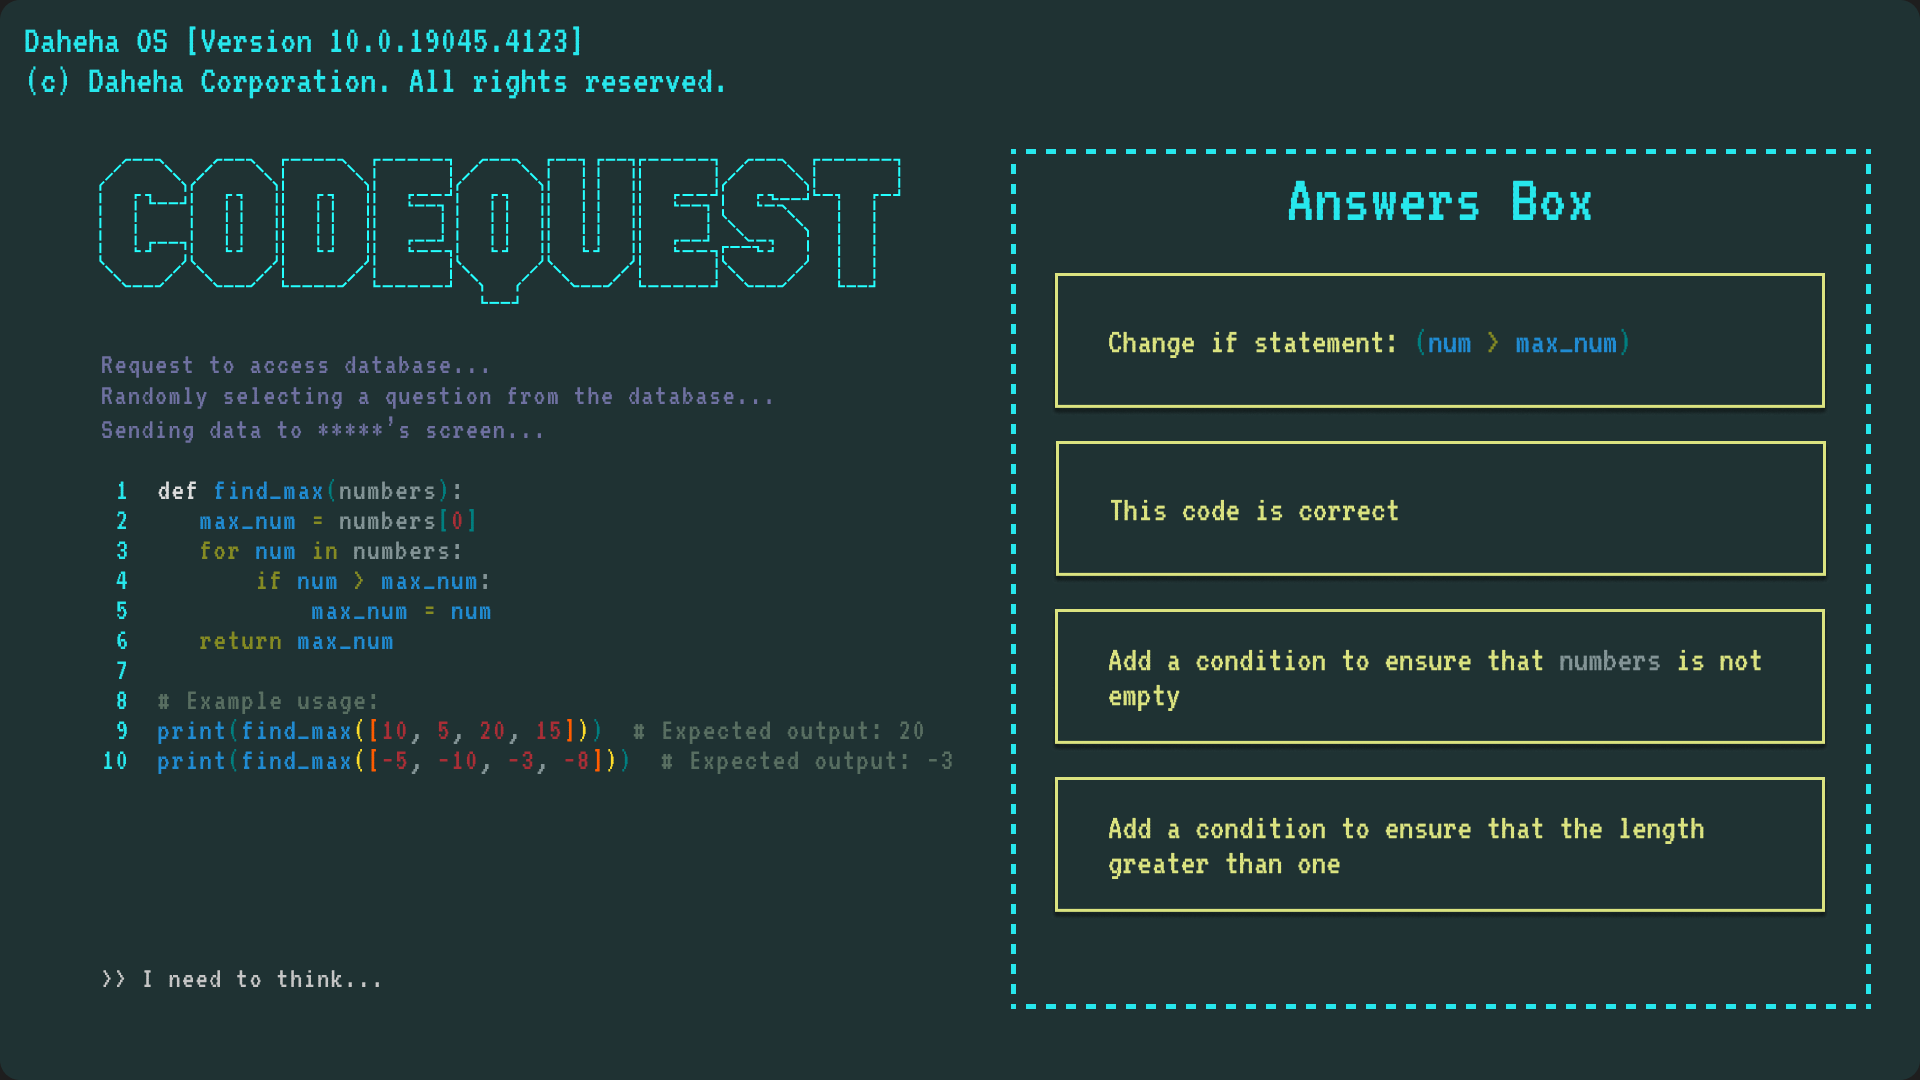 Daheha OS [Version 10.0.19045.4123]
(c) Daheha Corporation. All rights reserved.
CODEQUEST
Request to access database...
Randomly selecting a question from the database...
Sending data to *****'s screen...
1 def find_max(numbers):
2 max_num = numbers[0]
3 for num in numbers:
4 if num > max_num:
5 max_num = num
6 return max_num
7
8 # Example usage:
9 print(find_max([10, 5, 20, 15])) # Expected output: 20
10 print(find_max([-5, -10, -3, -8])) # Expected output: -3
>> I need to think...
Answers Box
Change if statement: (num > max_num)
This code is correct
Add a condition to ensure that numbers is not
empty
Add a condition to ensure that the length
greater than one